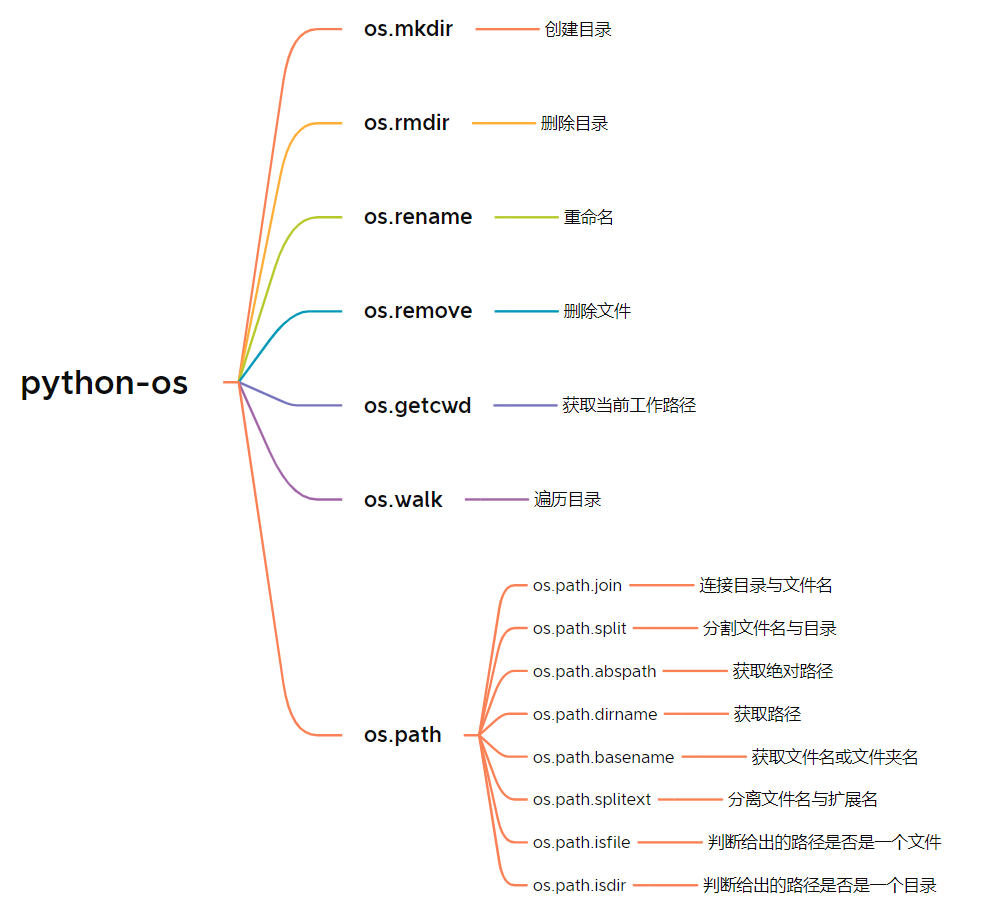 os.mkdir 创建目录
os.rmdir 删除目录
os.rename 重命名
os.remove 删除文件
python-os
os.getcwd 获取当前工作路径
os.walk 遍历目录
os.path
os.path.join 连接目录与文件名
os.path.split 分割文件名与目录
os.path.abspath 获取绝对路径
os.path.dirname 获取路径
os.path.basename 获取文件名或文件夹名
os.path.splitext 分离文件名与扩展名
os.path.isfile 判断给出的路径是否是一个文件
os.path.isdir 判断给出的路径是否是一个目录